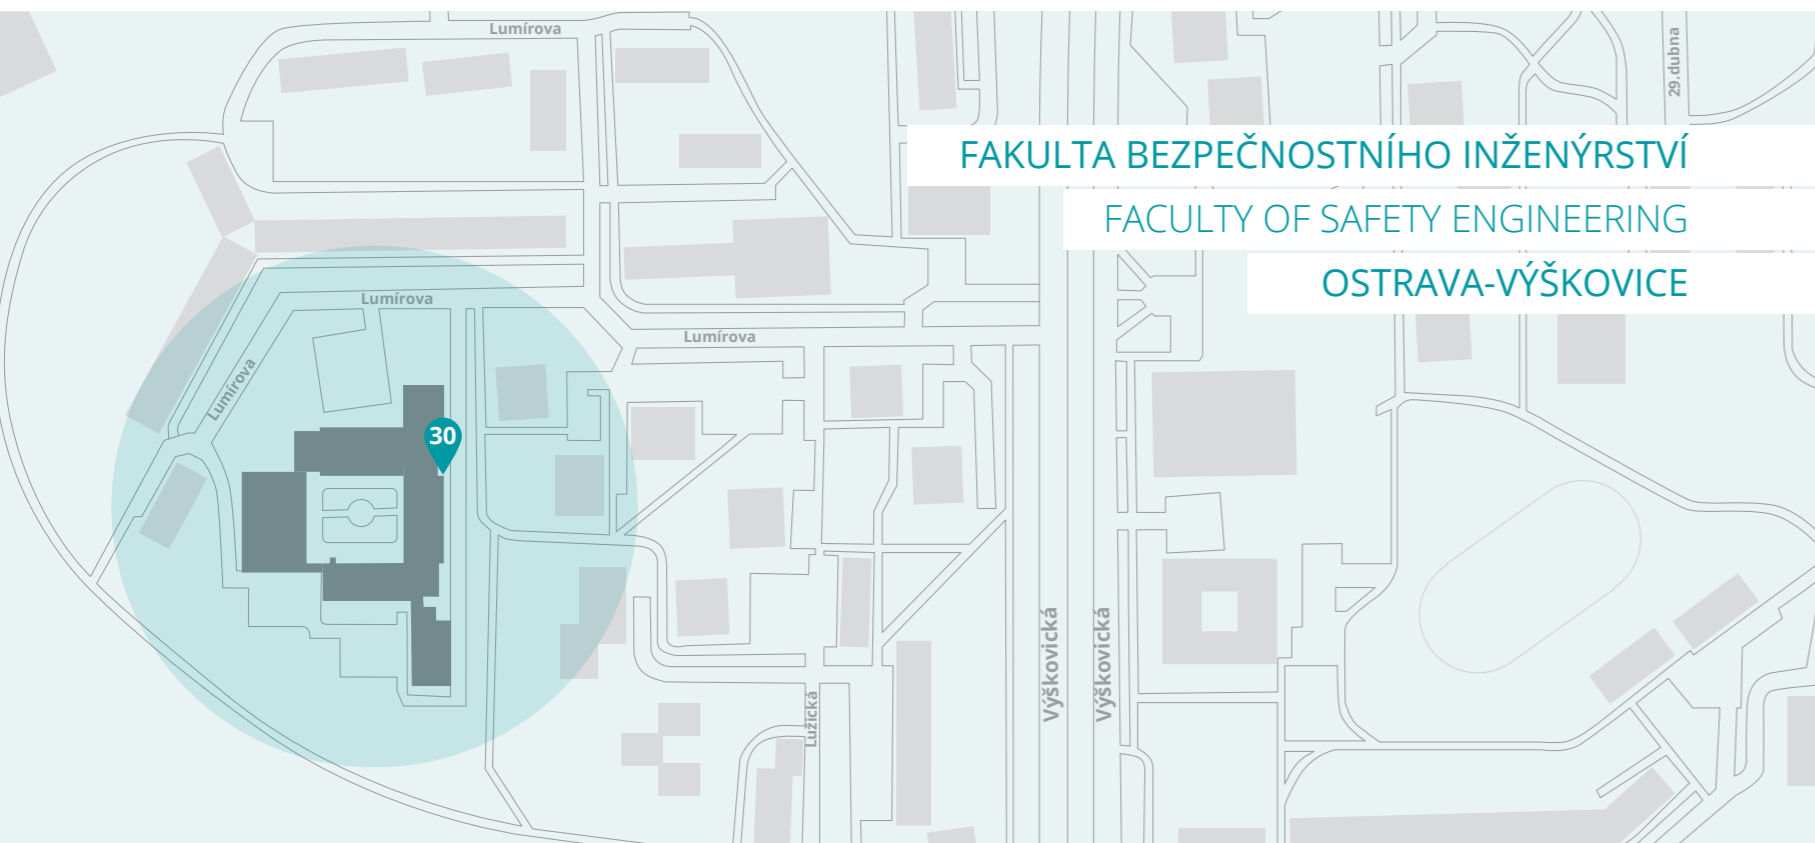 Lumírova
29.dubna
FAKULTA BEZPEČNOSTNÍHO INŽENÝRSTVÍ
FACULTY OF SAFETY ENGINEERING
OSTRAVA-VÝŠKOVICE
Lumírova
Lumírova
Lumírova
30
Výškovická
Výškovická
Lužická